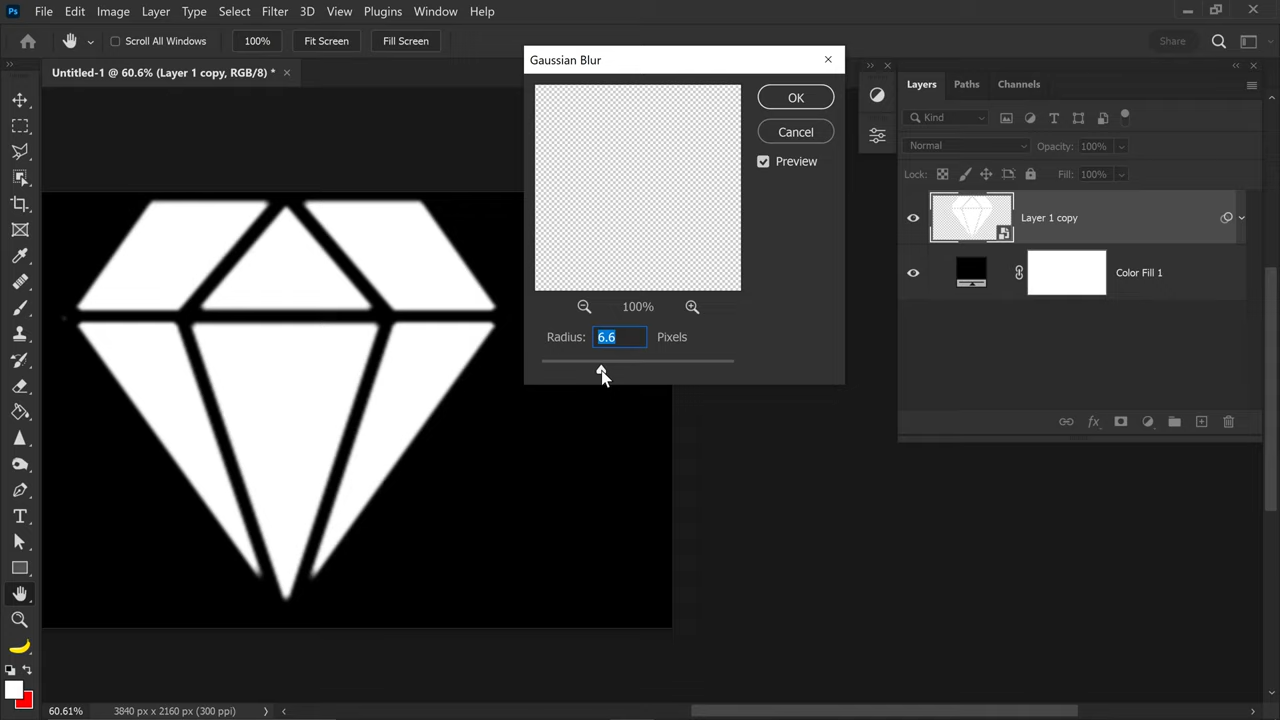 Ps File Edit Image Layer Type Select Filter 3D View Plugins Window Help
Scroll All Windows 100% Fit Screen Fill Screen Share
Untitled-1 @ 60.6% (Layer 1 copy, RGB/8) *
Gaussian Blur
OK
Cancel
Preview
100%
Radius: 6.6 Pixels
Layers Paths Channels
Kind
Normal Opacity: 100%
Lock: Fill: 100%
Layer 1 copy
Color Fill 1
fx
60.61% 3840 px x 2160 px (300 ppi)